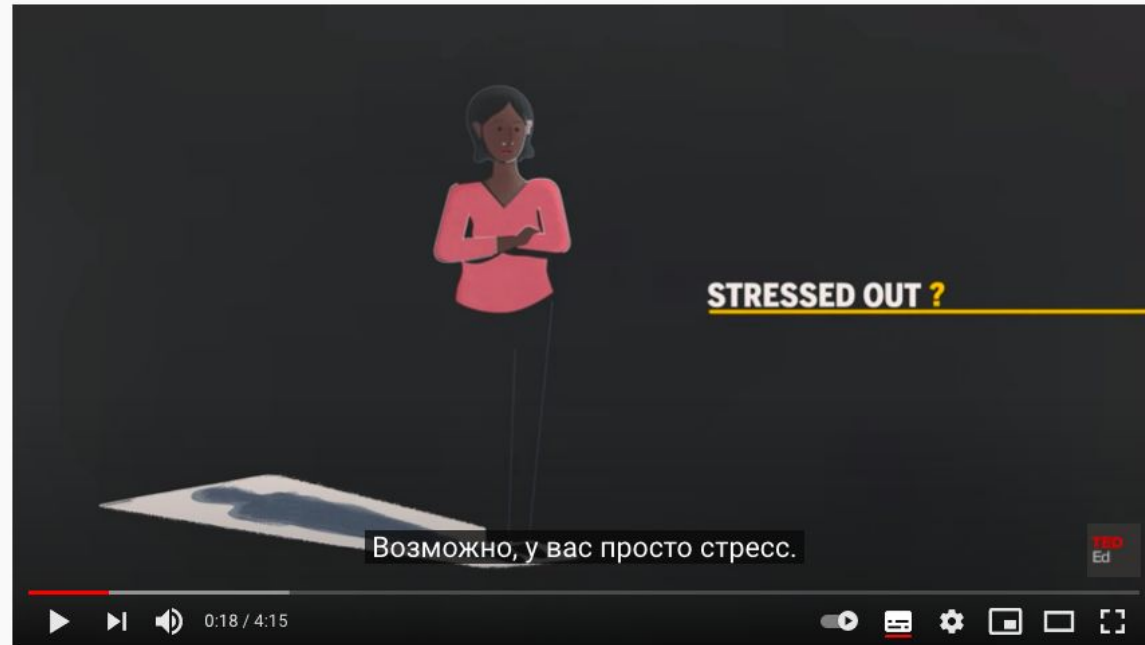 STRESSED OUT ?
Возможно, у вас просто стресс.
TED
Ed
0:18 / 4:15